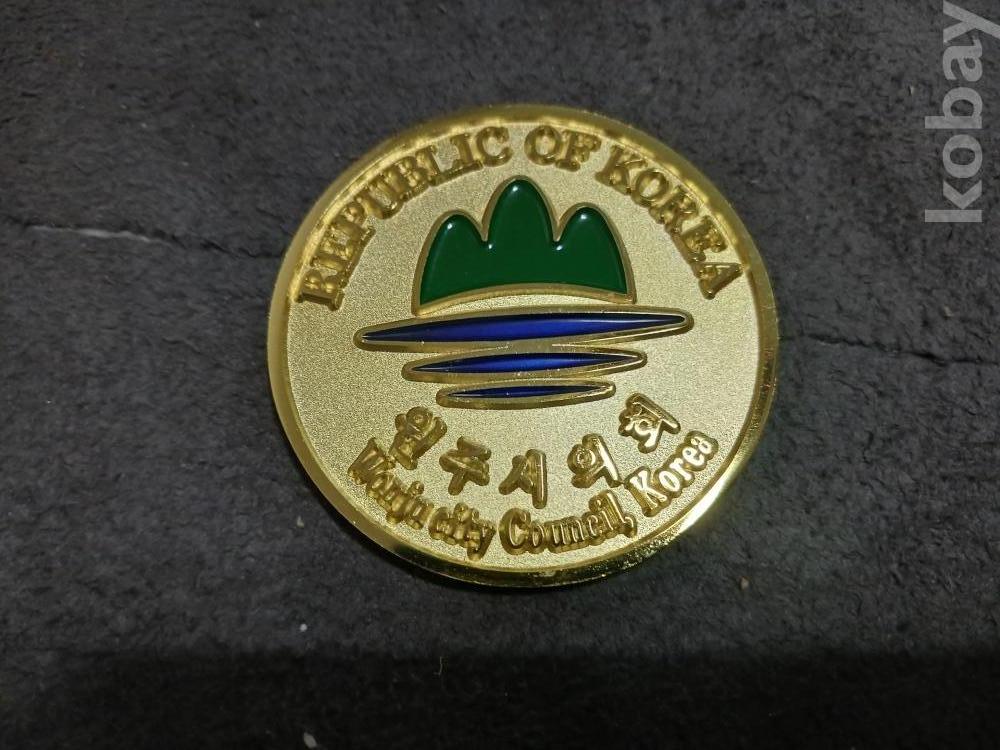 REPUBLIC OF KOREA
원주시의회
Wonju city Council, Korea
kobay